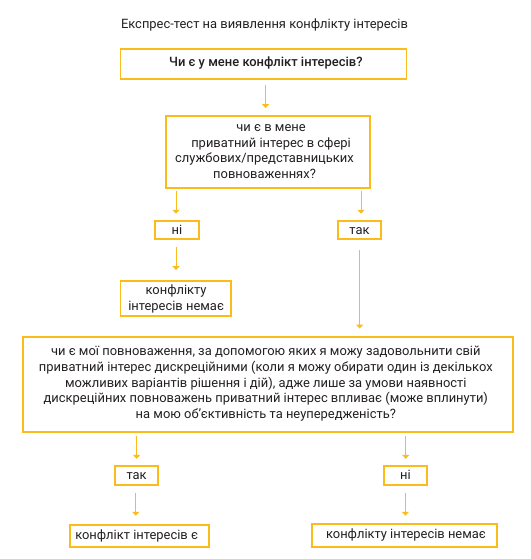 Експрес-тест на виявлення конфлікту інтересів
Чи є у мене конфлікт інтересів?
чи є в мене
приватний інтерес в сфері
службових/представницьких
повноваженнях?
ні
так
конфлікту
інтересів немає
чи є мої повноваження, за допомогою яких я можу задовольнити свій
приватний інтерес дискреційними (коли я можу обирати один із декількох
можливих варіантів рішення і дій), адже лише за умови наявності
дискреційних повноважень приватний інтерес впливає (може вплинути)
на мою об’єктивність та неупередженість?
так
ні
конфлікт інтересів є
конфлікту інтересів немає